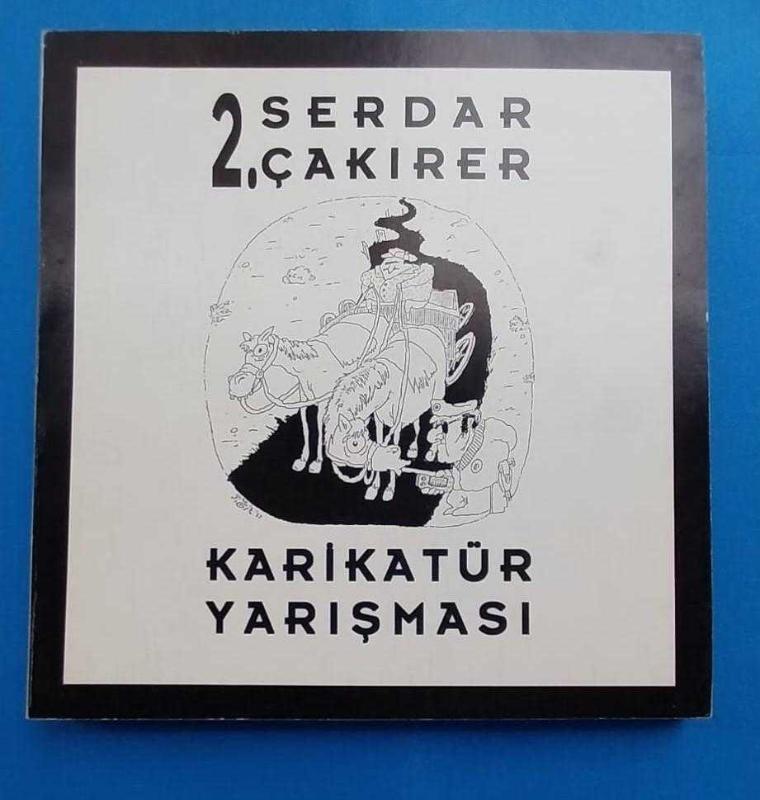 2. SERDAR
ÇAKIRER
KARİKATÜR
YARIŞMASI